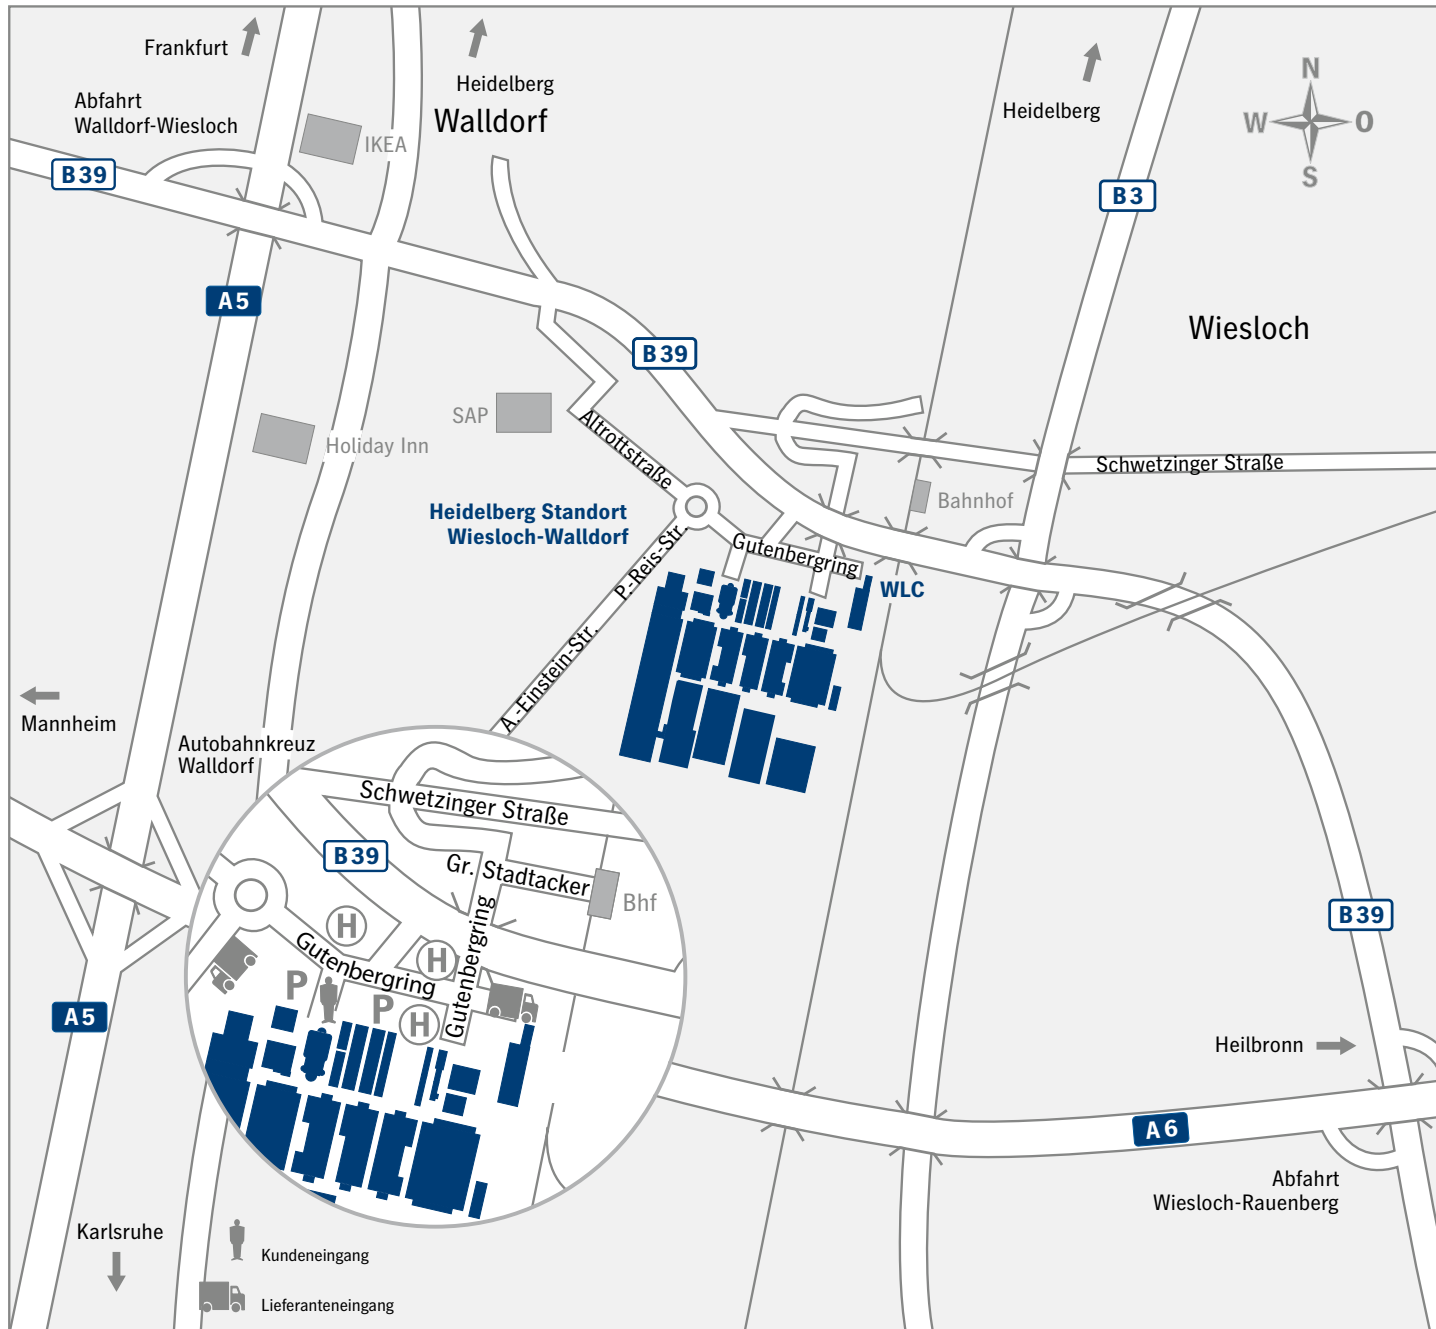 Frankfurt
Heidelberg
Abfahrt
Walldorf-Wiesloch
Walldorf
Heidelberg
N
W
O
S
IKEA
B39
B3
A5
Wiesloch
B39
SAP
Holiday Inn
Altrottstraße
Schwetzinger Straße
Bahnhof
Heidelberg Standort
Wiesloch-Walldorf
P.-Reis-Str.
Gutenbergring
WLC
A.-Einstein-Str.
Mannheim
Autobahnkreuz
Walldorf
Schwetzinger Straße
B39
Gr. Stadtacker
Bhf
H
Gutenbergring
H
Gutenbergring
P
P
H
B39
A5
Heilbronn
A6
Abfahrt
Wiesloch-Rauenberg
Karlsruhe
Kundeneingang
Lieferanteneingang